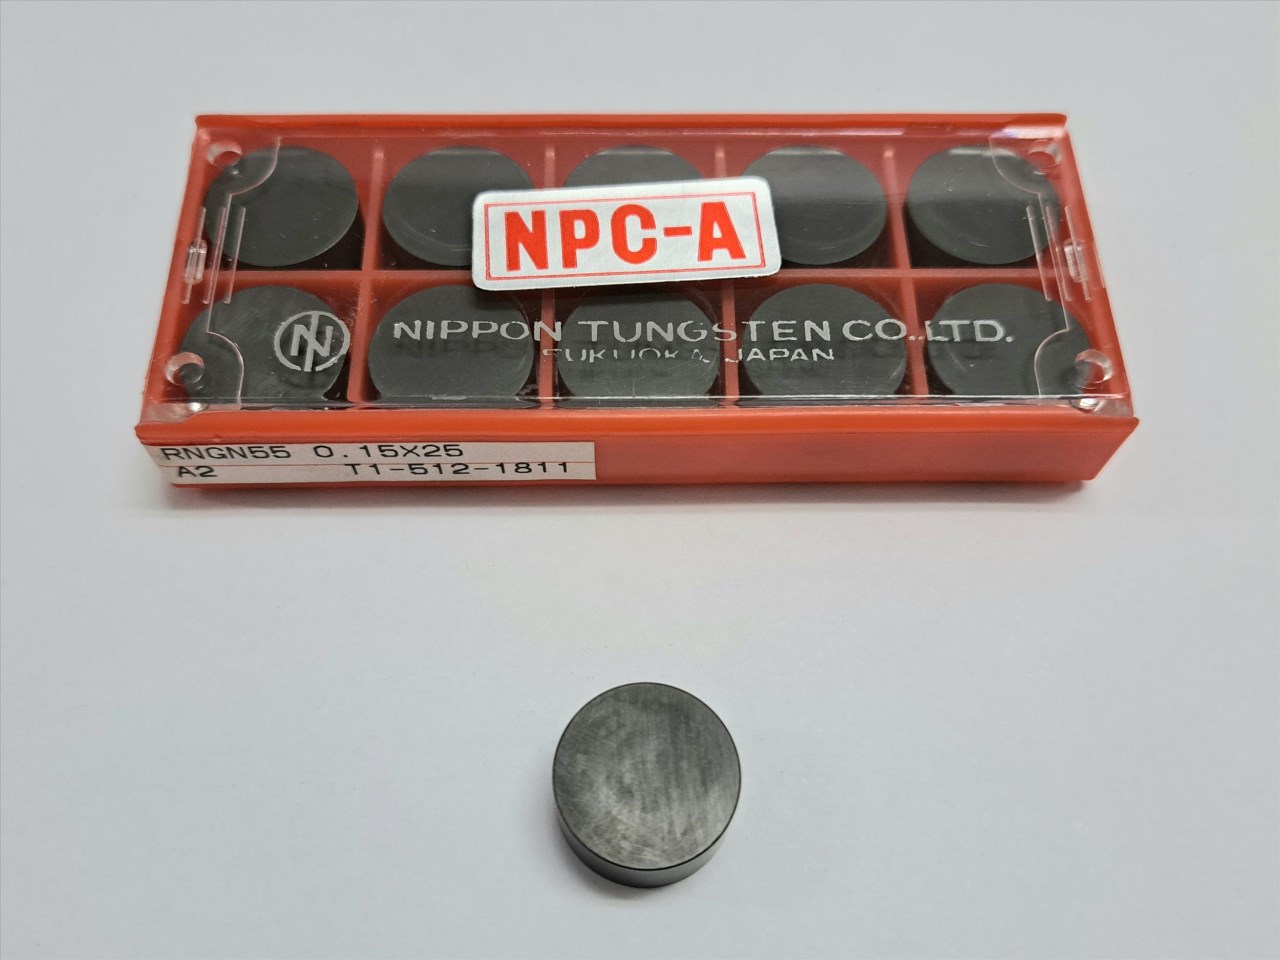 NPC-A
N
NIPPON TUNGSTEN CO.,LTD.
FUKUOKA JAPAN
RNGN55 0.15X25
A2 T1-512-1811